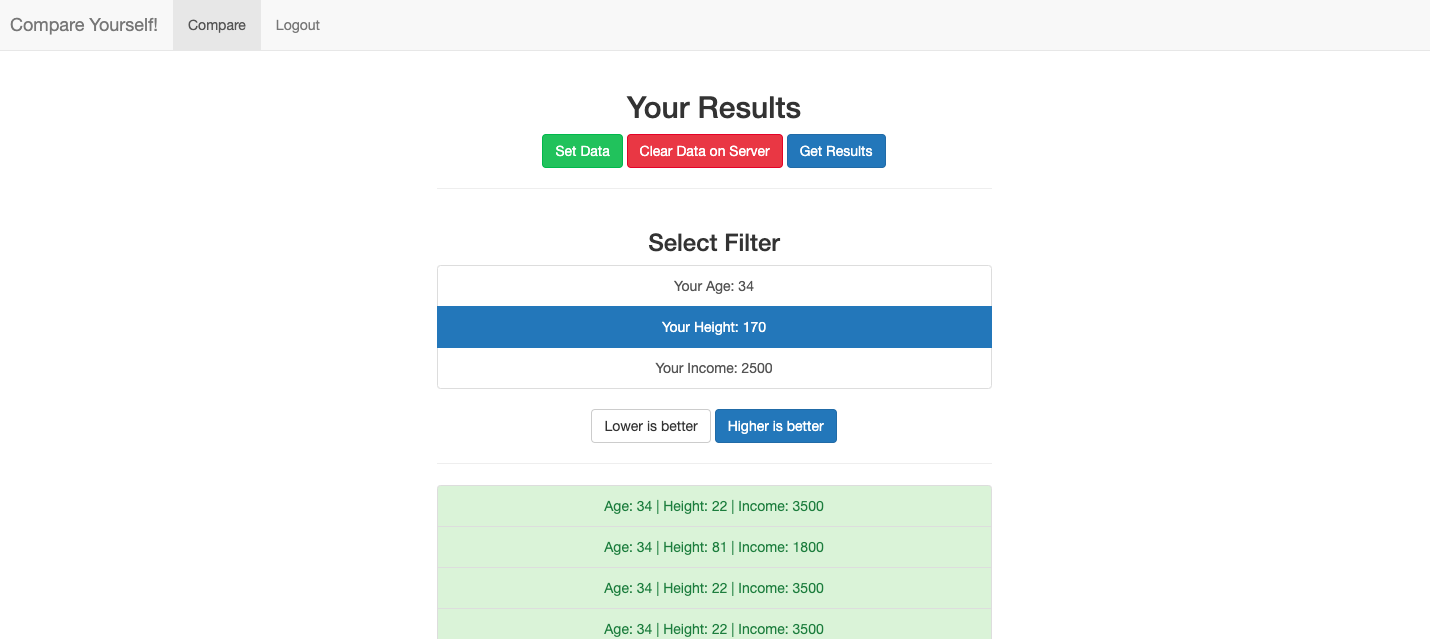 Compare Yourself! Compare Logout
Your Results
Set Data Clear Data on Server Get Results
Select Filter
Your Age: 34
Your Height: 170
Your Income: 2500
Lower is better Higher is better
Age: 34 | Height: 22 | Income: 3500
Age: 34 | Height: 81 | Income: 1800
Age: 34 | Height: 22 | Income: 3500
Age: 34 | Height: 22 | Income: 3500